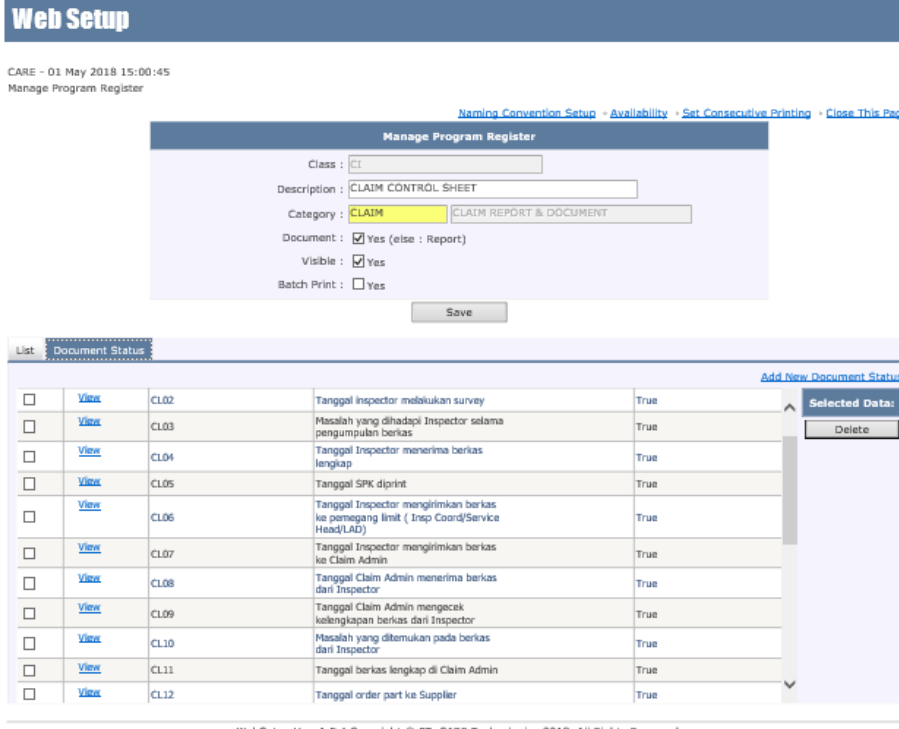 Web Setup
CARE - 01 May 2018 15:00:45
Manage Program Register
Naming Convention Setup • Availability • Set Consecutive Printing • Close This Pag
Manage Program Register
Class : CI
Description : CLAIM CONTROL SHEET
Category : CLAIM CLAIM REPORT & DOCUMENT
Document : Yes (else : Report)
Visible : Yes
Batch Print : Yes
Save
List Document Status
Add New Document Status
Selected Data:
Delete
View CL02 Tanggal inspector melakukan survey True
View CL03 Masalah yang dihadapi Inspector selama
pengumpulan berkas True
View CL04 Tanggal Inspector menerima berkas
lengkap True
View CL05 Tanggal SPK diprint True
View CL06 Tanggal Inspector mengirimkan berkas
ke pemegang limit ( Insp Coord/Service
Head/LAD) True
View CL07 Tanggal Inspector mengirimkan berkas
ke Claim Admin True
View CL08 Tanggal Claim Admin menerima berkas
dari Inspector True
View CL09 Tanggal Claim Admin mengecek
kelengkapan berkas dari Inspector True
View CL10 Masalah yang ditemukan pada berkas
dari Inspector True
View CL11 Tanggal berkas lengkap di Claim Admin True
View CL12 Tanggal order part ke Supplier True